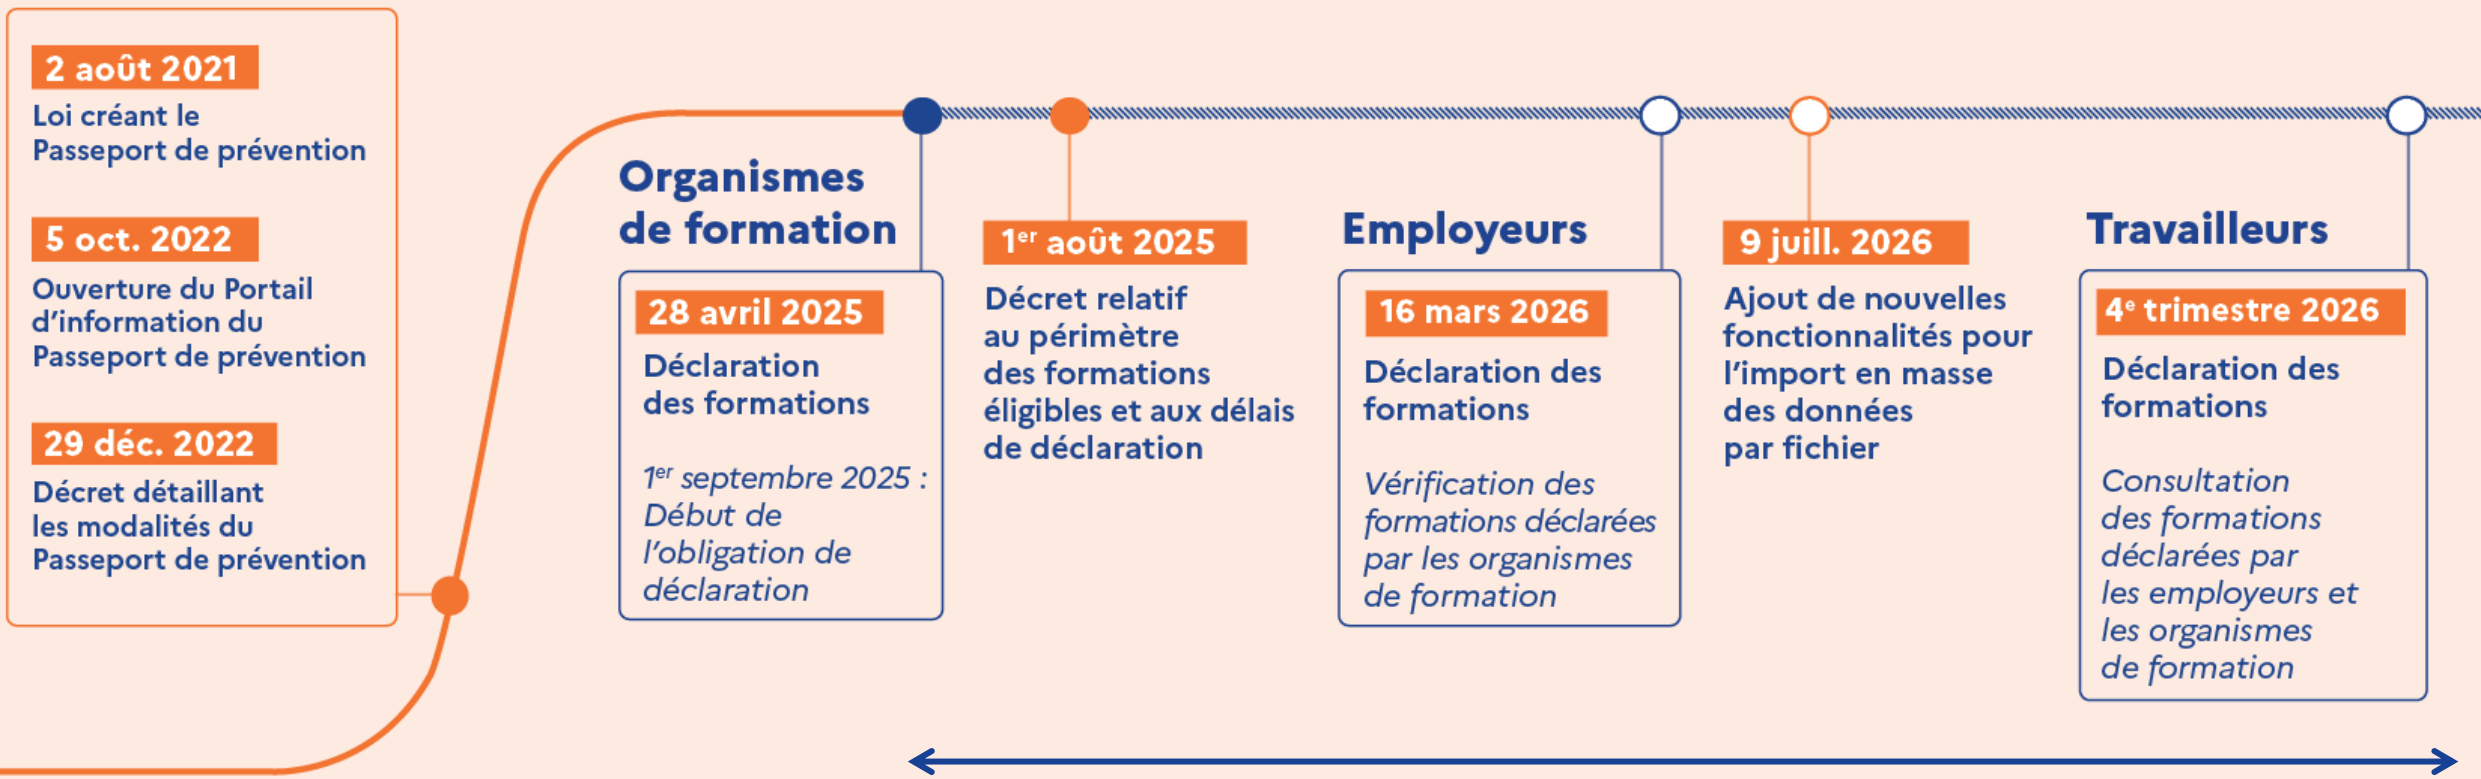 2 août 2021
Loi créant le
Passeport de prévention
5 oct. 2022
Ouverture du Portail
d’information du
Passeport de prévention
29 déc. 2022
Décret détaillant
les modalités du
Passeport de prévention
Organismes
de formation
28 avril 2025
Déclaration
des formations
1er septembre 2025 :
Début de
l’obligation de
déclaration
1er août 2025
Décret relatif
au périmètre
des formations
éligibles et aux délais
de déclaration
Employeurs
16 mars 2026
Déclaration des
formations
Vérification des
formations déclarées
par les organismes
de formation
9 juill. 2026
Ajout de nouvelles
fonctionnalités pour
l’import en masse
des données
par fichier
Travailleurs
4e trimestre 2026
Déclaration des
formations
Consultation
des formations
déclarées par
les employeurs et
les organismes
de formation